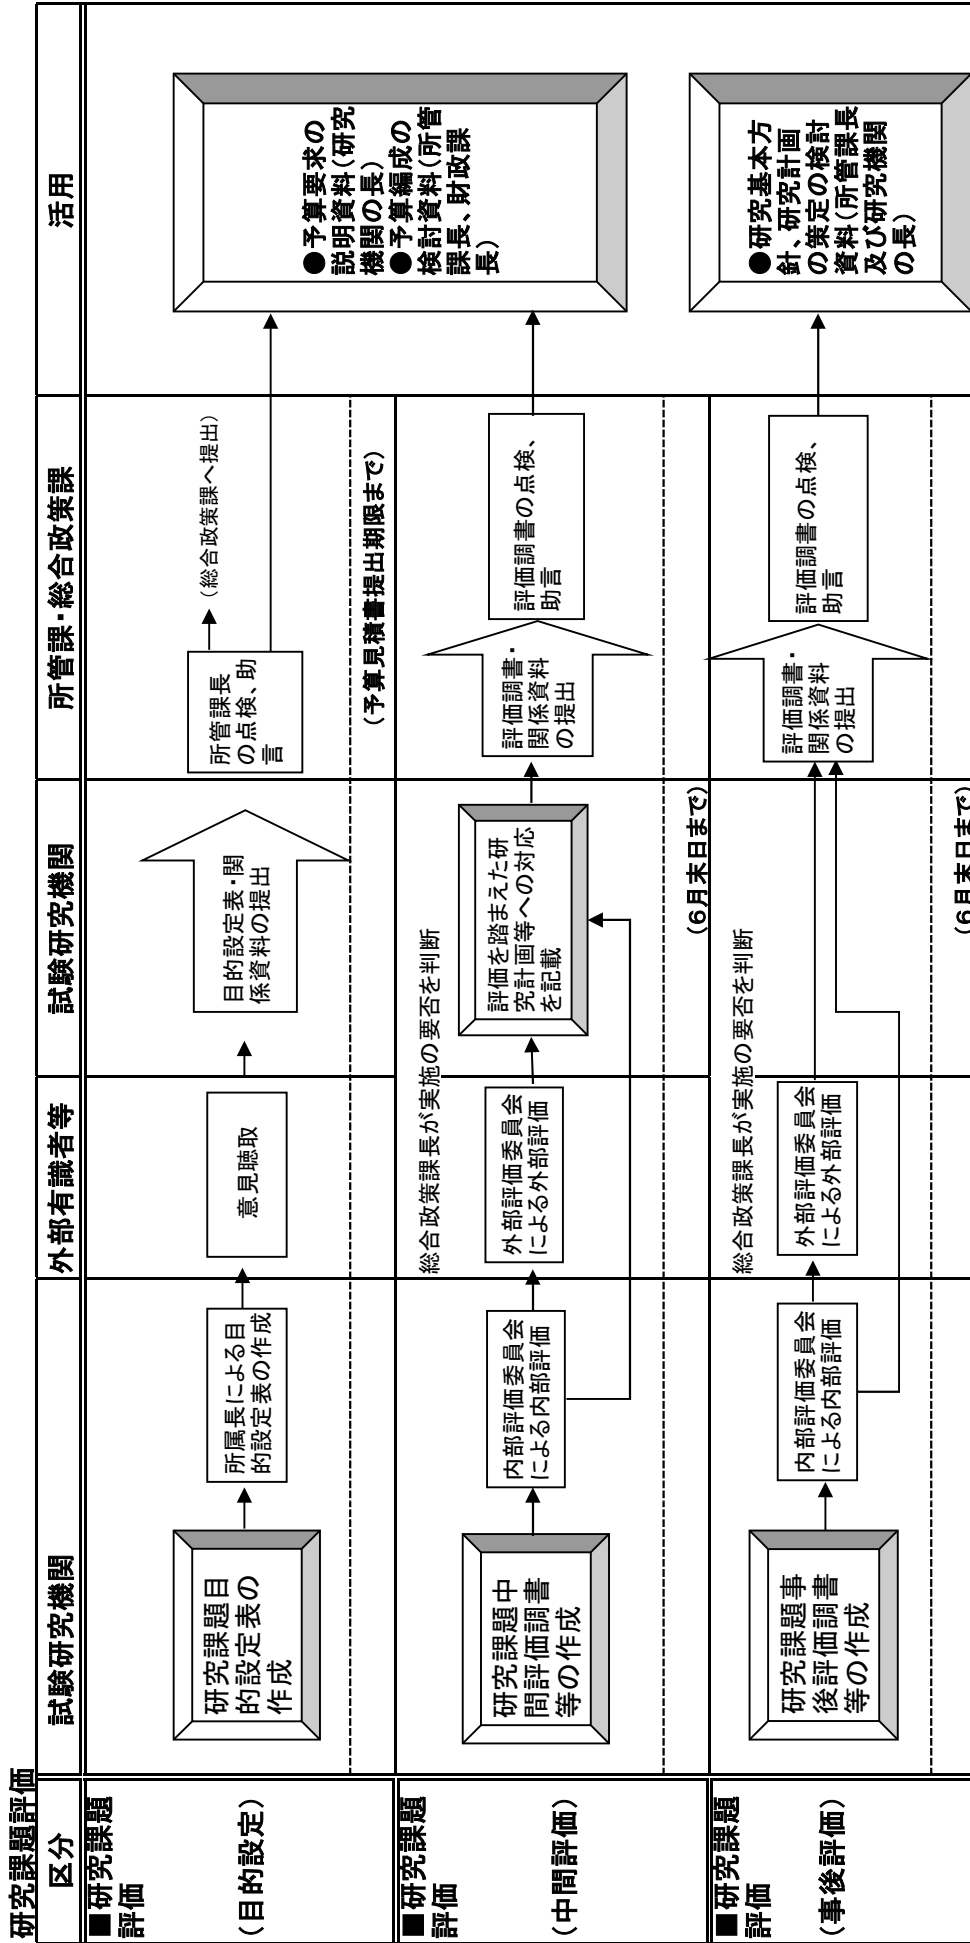 研究課題評価
区分
試験研究機関
外部有識者等
試験研究機関
所管課・総合政策課
活用
■研究課題
評価
（目的設定）
研究課題目
的設定表の
作成
所属長による目
的設定表の作成
意見聴取
目的設定表・関
係資料の提出
所管課長
の点検、助
言
（総合政策課へ提出）
（予算見積書提出期限まで）
●予算要求の
説明資料（研究
機関の長）
●予算編成の
検討資料（所管
課長、財政課
長）
■研究課題
評価
（中間評価）
研究課題中
間評価調書
等の作成
内部評価委員会
による内部評価
総合政策課長が実施の要否を判断
外部評価委員会
による外部評価
評価を踏まえた研
究計画等への対応
を記載
評価調書・
関係資料
の提出
評価調書の点検、
助言
（６月末日まで）
■研究課題
評価
（事後評価）
研究課題事
後評価調書
等の作成
内部評価委員会
による内部評価
総合政策課長が実施の要否を判断
外部評価委員会
による外部評価
評価調書・
関係資料
の提出
評価調書の点検、
助言
●研究基本方
針、研究計画
の策定の検討
資料（所管課長
及び研究機関
の長）
（６月末日まで）